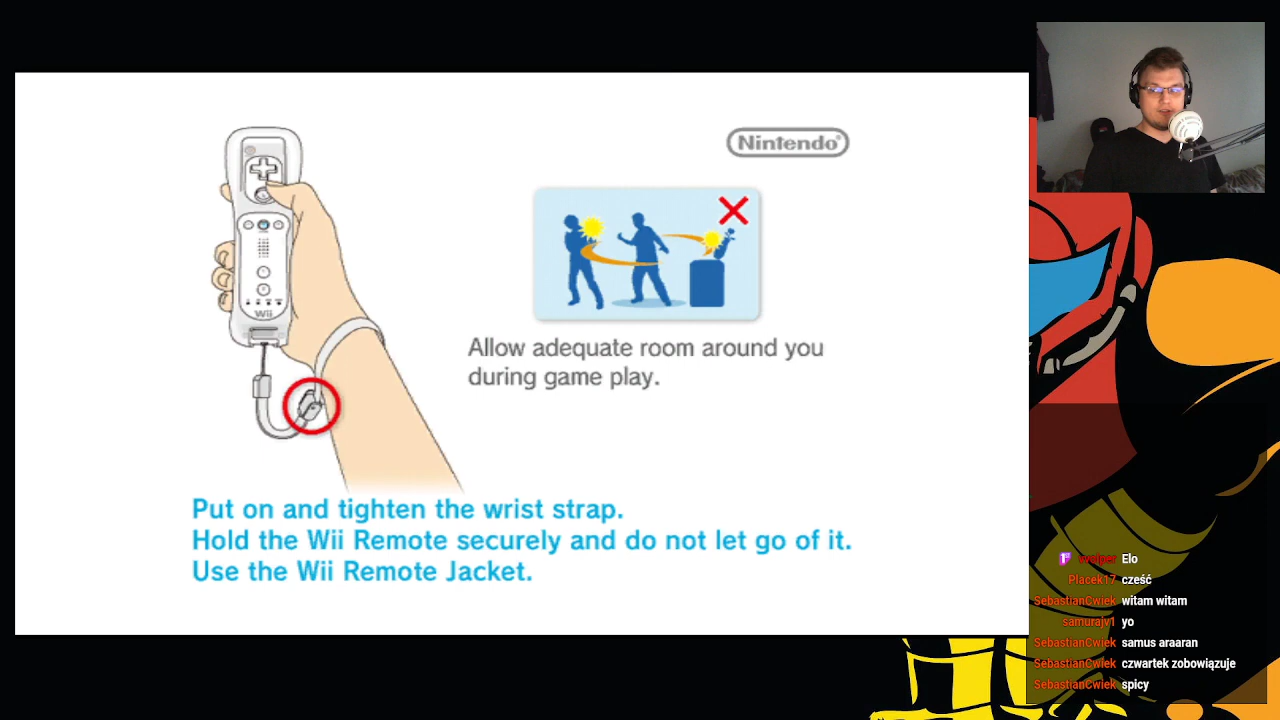 Nintendo®
Wii
Allow adequate room around you
during game play.
Put on and tighten the wrist strap.
Hold the Wii Remote securely and do not let go of it.
Use the Wii Remote Jacket.
Elo
Placek17 cześć
SebastianCwiek witam witam
samurajv1 yo
SebastianCwiek samus araaran
SebastianCwiek czwartek zobowiązuje
SebastianCwiek spicy